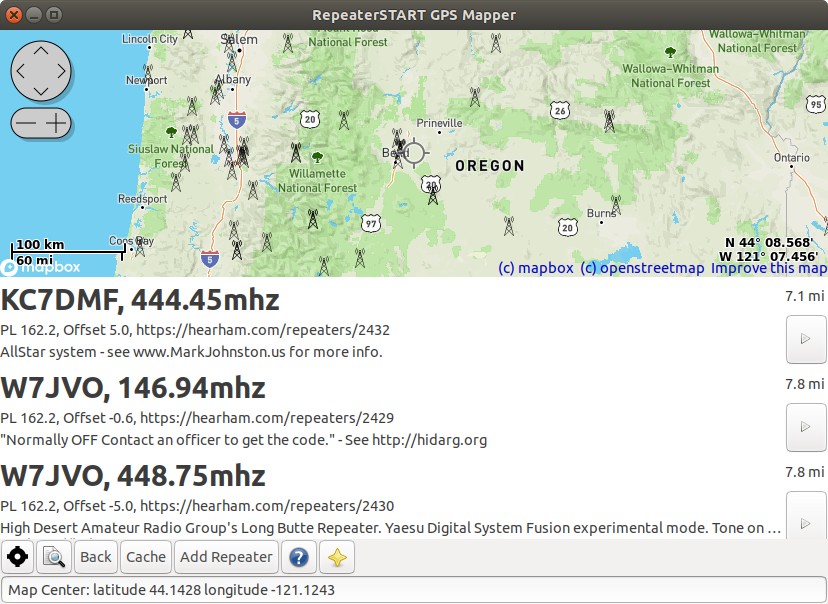 RepeaterSTART GPS Mapper
Lincoln City
Salem
National Forest
Wallowa–Whitman
National Forest
Wallowa–Whitman
National Forest
Newport
Albany
95
26
20
5
Prineville
Siuslaw National
Forest
Bend
OREGON
Ontario
Willamette
National Forest
Reedsport
Burns
97
20
Coos Bay
5
100 km
60 mi
mapbox
N 44° 08.568'
W 121° 07.456'
(c) mapbox (c) openstreetmap Improve this map
KC7DMF, 444.45mhz
7.1 mi
PL 162.2, Offset 5.0, https://hearham.com/repeaters/2432
AllStar system - see www.MarkJohnston.us for more info.
W7JVO, 146.94mhz
7.8 mi
PL 162.2, Offset -0.6, https://hearham.com/repeaters/2429
"Normally OFF Contact an officer to get the code." - See http://hidarg.org
W7JVO, 448.75mhz
7.8 mi
PL 162.2, Offset -5.0, https://hearham.com/repeaters/2430
High Desert Amateur Radio Group's Long Butte Repeater. Yaesu Digital System Fusion experimental mode. Tone on ...
Back
Cache
Add Repeater
?
Map Center: latitude 44.1428 longitude -121.1243